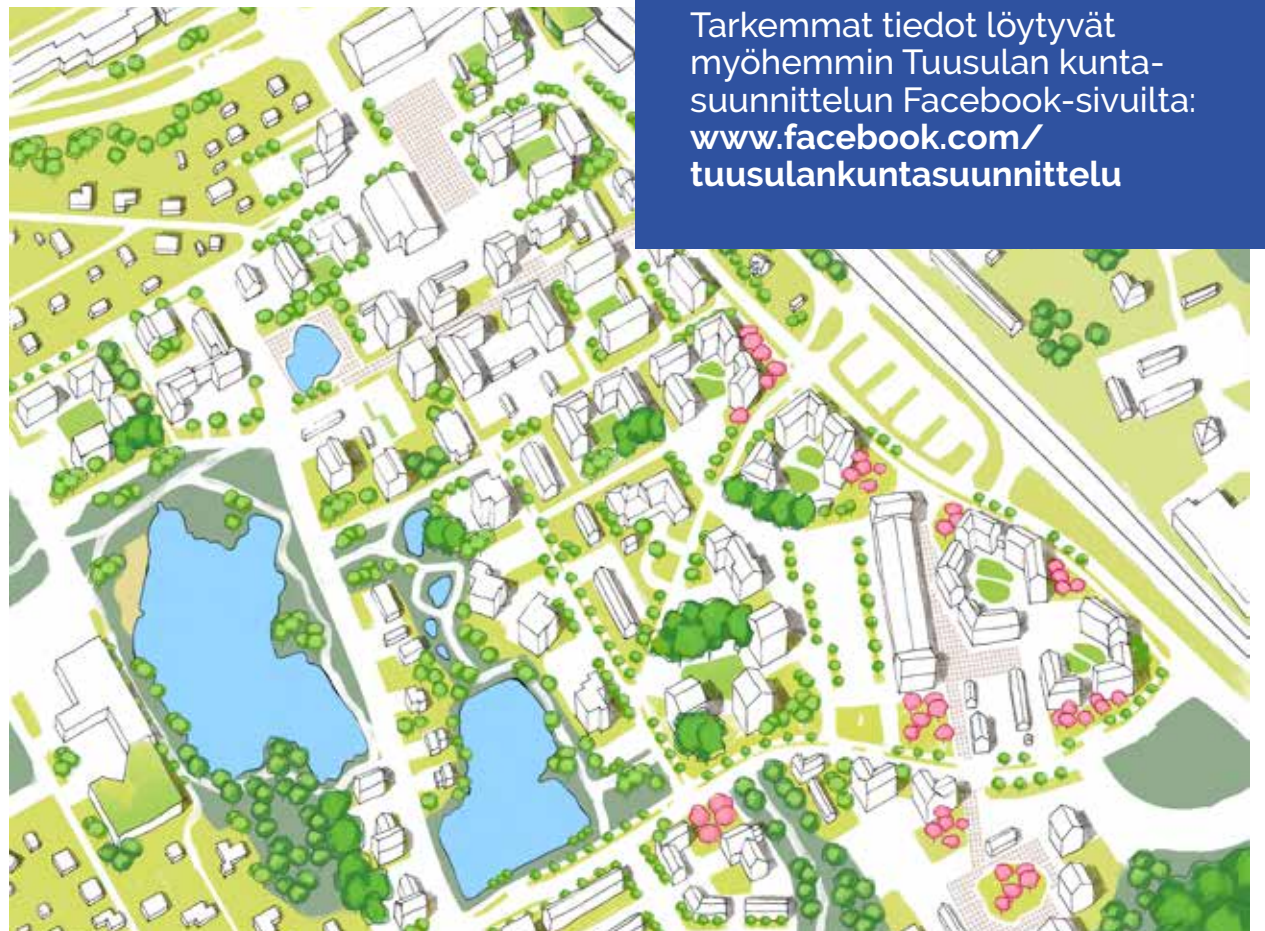 Tarkemmat tiedot löytyvät
myöhemmin Tuusulan kunta-
suunnittelun Facebook-sivuilta:
www.facebook.com/
tuusulankuntasuunnittelu